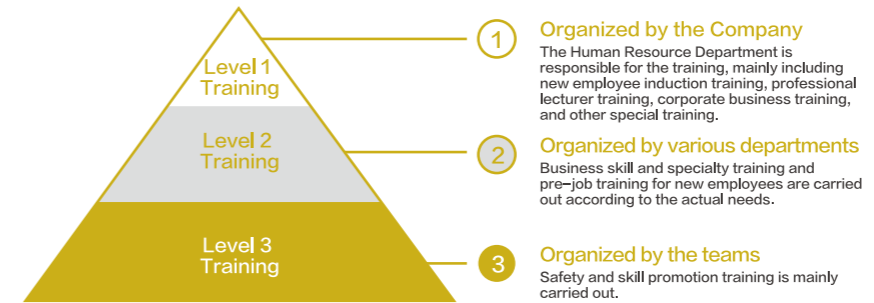 Level 1
Training
Level 2
Training
Level 3
Training
1
Organized by the Company
The Human Resource Department is
responsible for the training, mainly including
new employee induction training, professional
lecturer training, corporate business training,
and other special training.
2
Organized by various departments
Business skill and specialty training and
pre-job training for new employees are carried
out according to the actual needs.
3
Organized by the teams
Safety and skill promotion training is mainly
carried out.